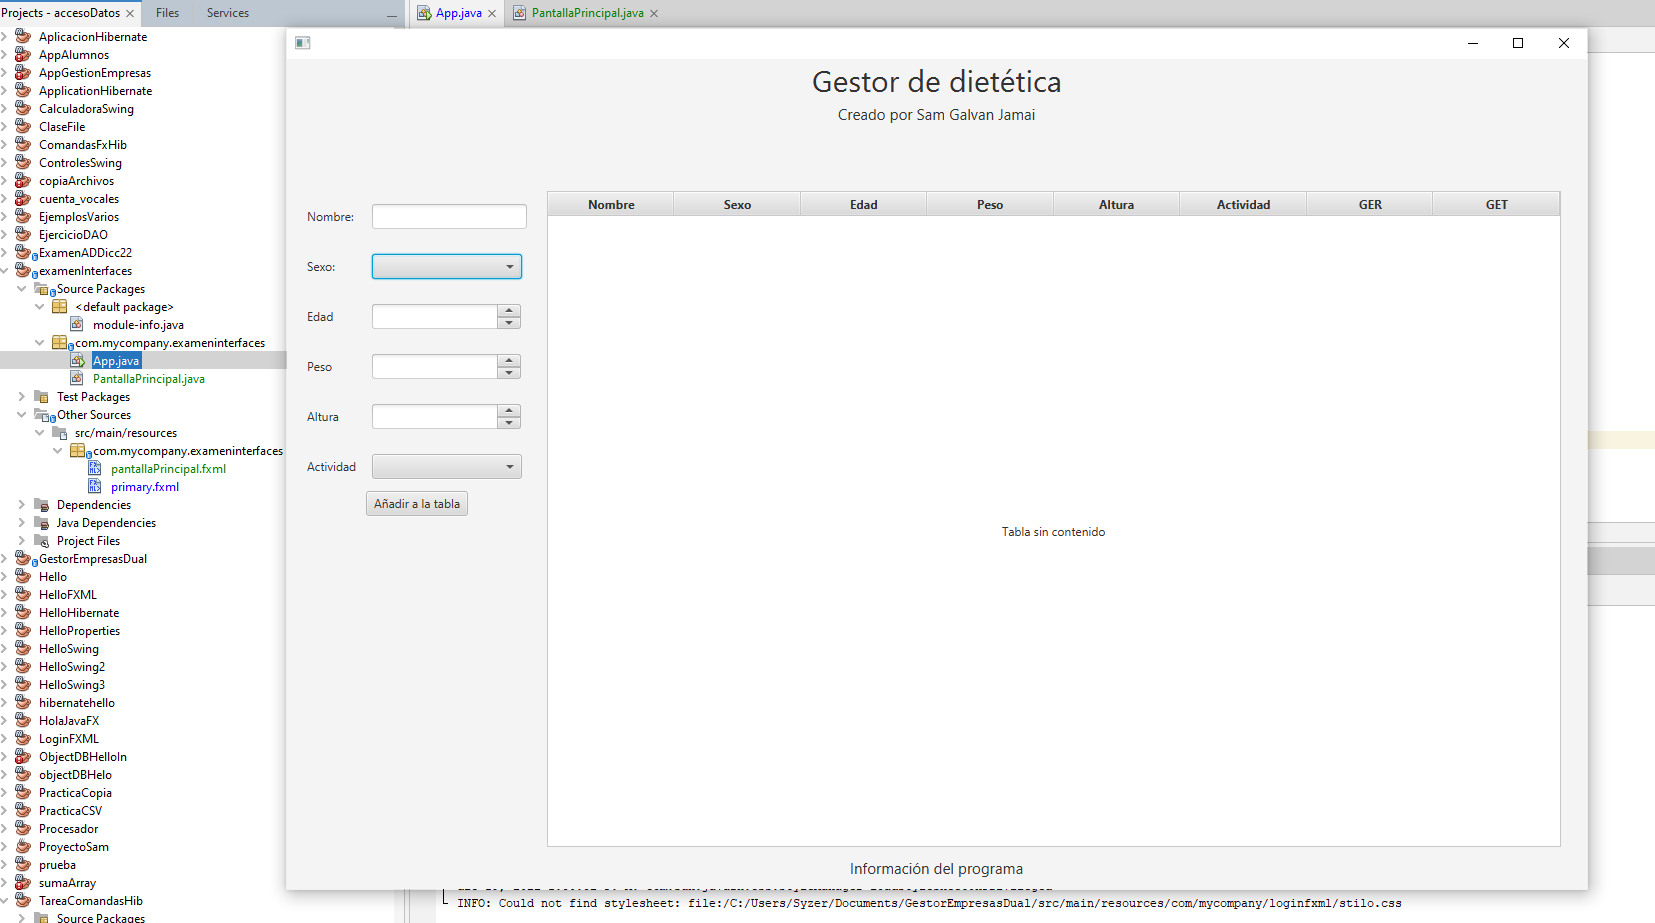 Projects - accesoDatos
Files
Services
App.java
PantallaPrincipal.java
AplicacionHibernate
AppAlumnos
AppGestionEmpresas
ApplicationHibernate
CalculadoraSwing
ClaseFile
ComandasFxHib
ControlesSwing
copiaArchivos
cuenta_vocales
EjemplosVarios
EjercicioDAO
ExamenADDicc22
examenInterfaces
Source Packages
<default package>
module-info.java
com.mycompany.exameninterfaces
App.java
PantallaPrincipal.java
Test Packages
Other Sources
src/main/resources
com.mycompany.exameninterfaces
pantallaPrincipal.fxml
primary.fxml
Dependencies
Java Dependencies
Project Files
GestorEmpresasDual
Hello
HelloFXML
HelloHibernate
HelloProperties
HelloSwing
HelloSwing2
HelloSwing3
hibernatehello
HolaJavaFX
LoginFXML
ObjectDBHelloIn
objectDBHelo
PracticaCopia
PracticaCSV
Procesador
ProyectoSam
prueba
sumaArray
TareaComandasHib
Source Packages
Gestor de dietética
Creado por Sam Galvan Jamai
Nombre:
Sexo:
Edad
Peso
Altura
Actividad
Añadir a la tabla
Nombre Sexo Edad Peso Altura Actividad GER GET
Tabla sin contenido
Información del programa
INFO: Could not find stylesheet: file:/C:/Users/Syzer/Documents/GestorEmpresasDual/src/main/resources/com/mycompany/loginfxml/stilo.css